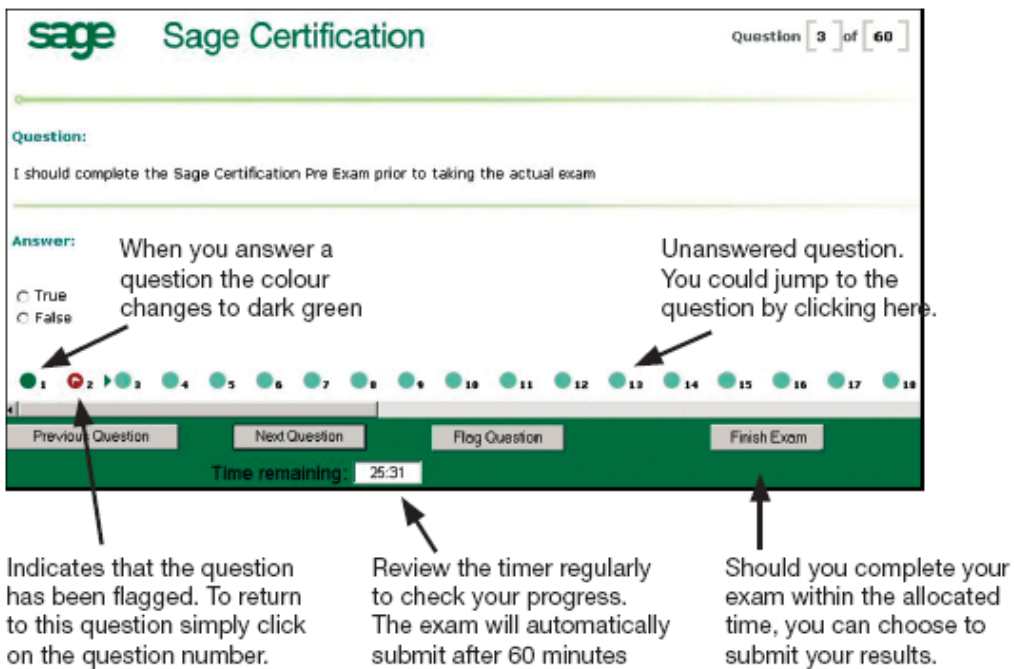 sage Sage Certification Question 3 of 60
Question:
I should complete the Sage Certification Pre Exam prior to taking the actual exam
Answer:
When you answer a
question the colour
changes to dark green
Unanswered question.
You could jump to the
question by clicking here.
True
False
1 2 3 4 5 6 7 8 9 10 11 12 13 14 15 16 17 18
Previous Question Next Question Flag Question Finish Exam
Time remaining: 25:31
Indicates that the question
has been flagged. To return
to this question simply click
on the question number.
Review the timer regularly
to check your progress.
The exam will automatically
submit after 60 minutes
Should you complete your
exam within the allocated
time, you can choose to
submit your results.